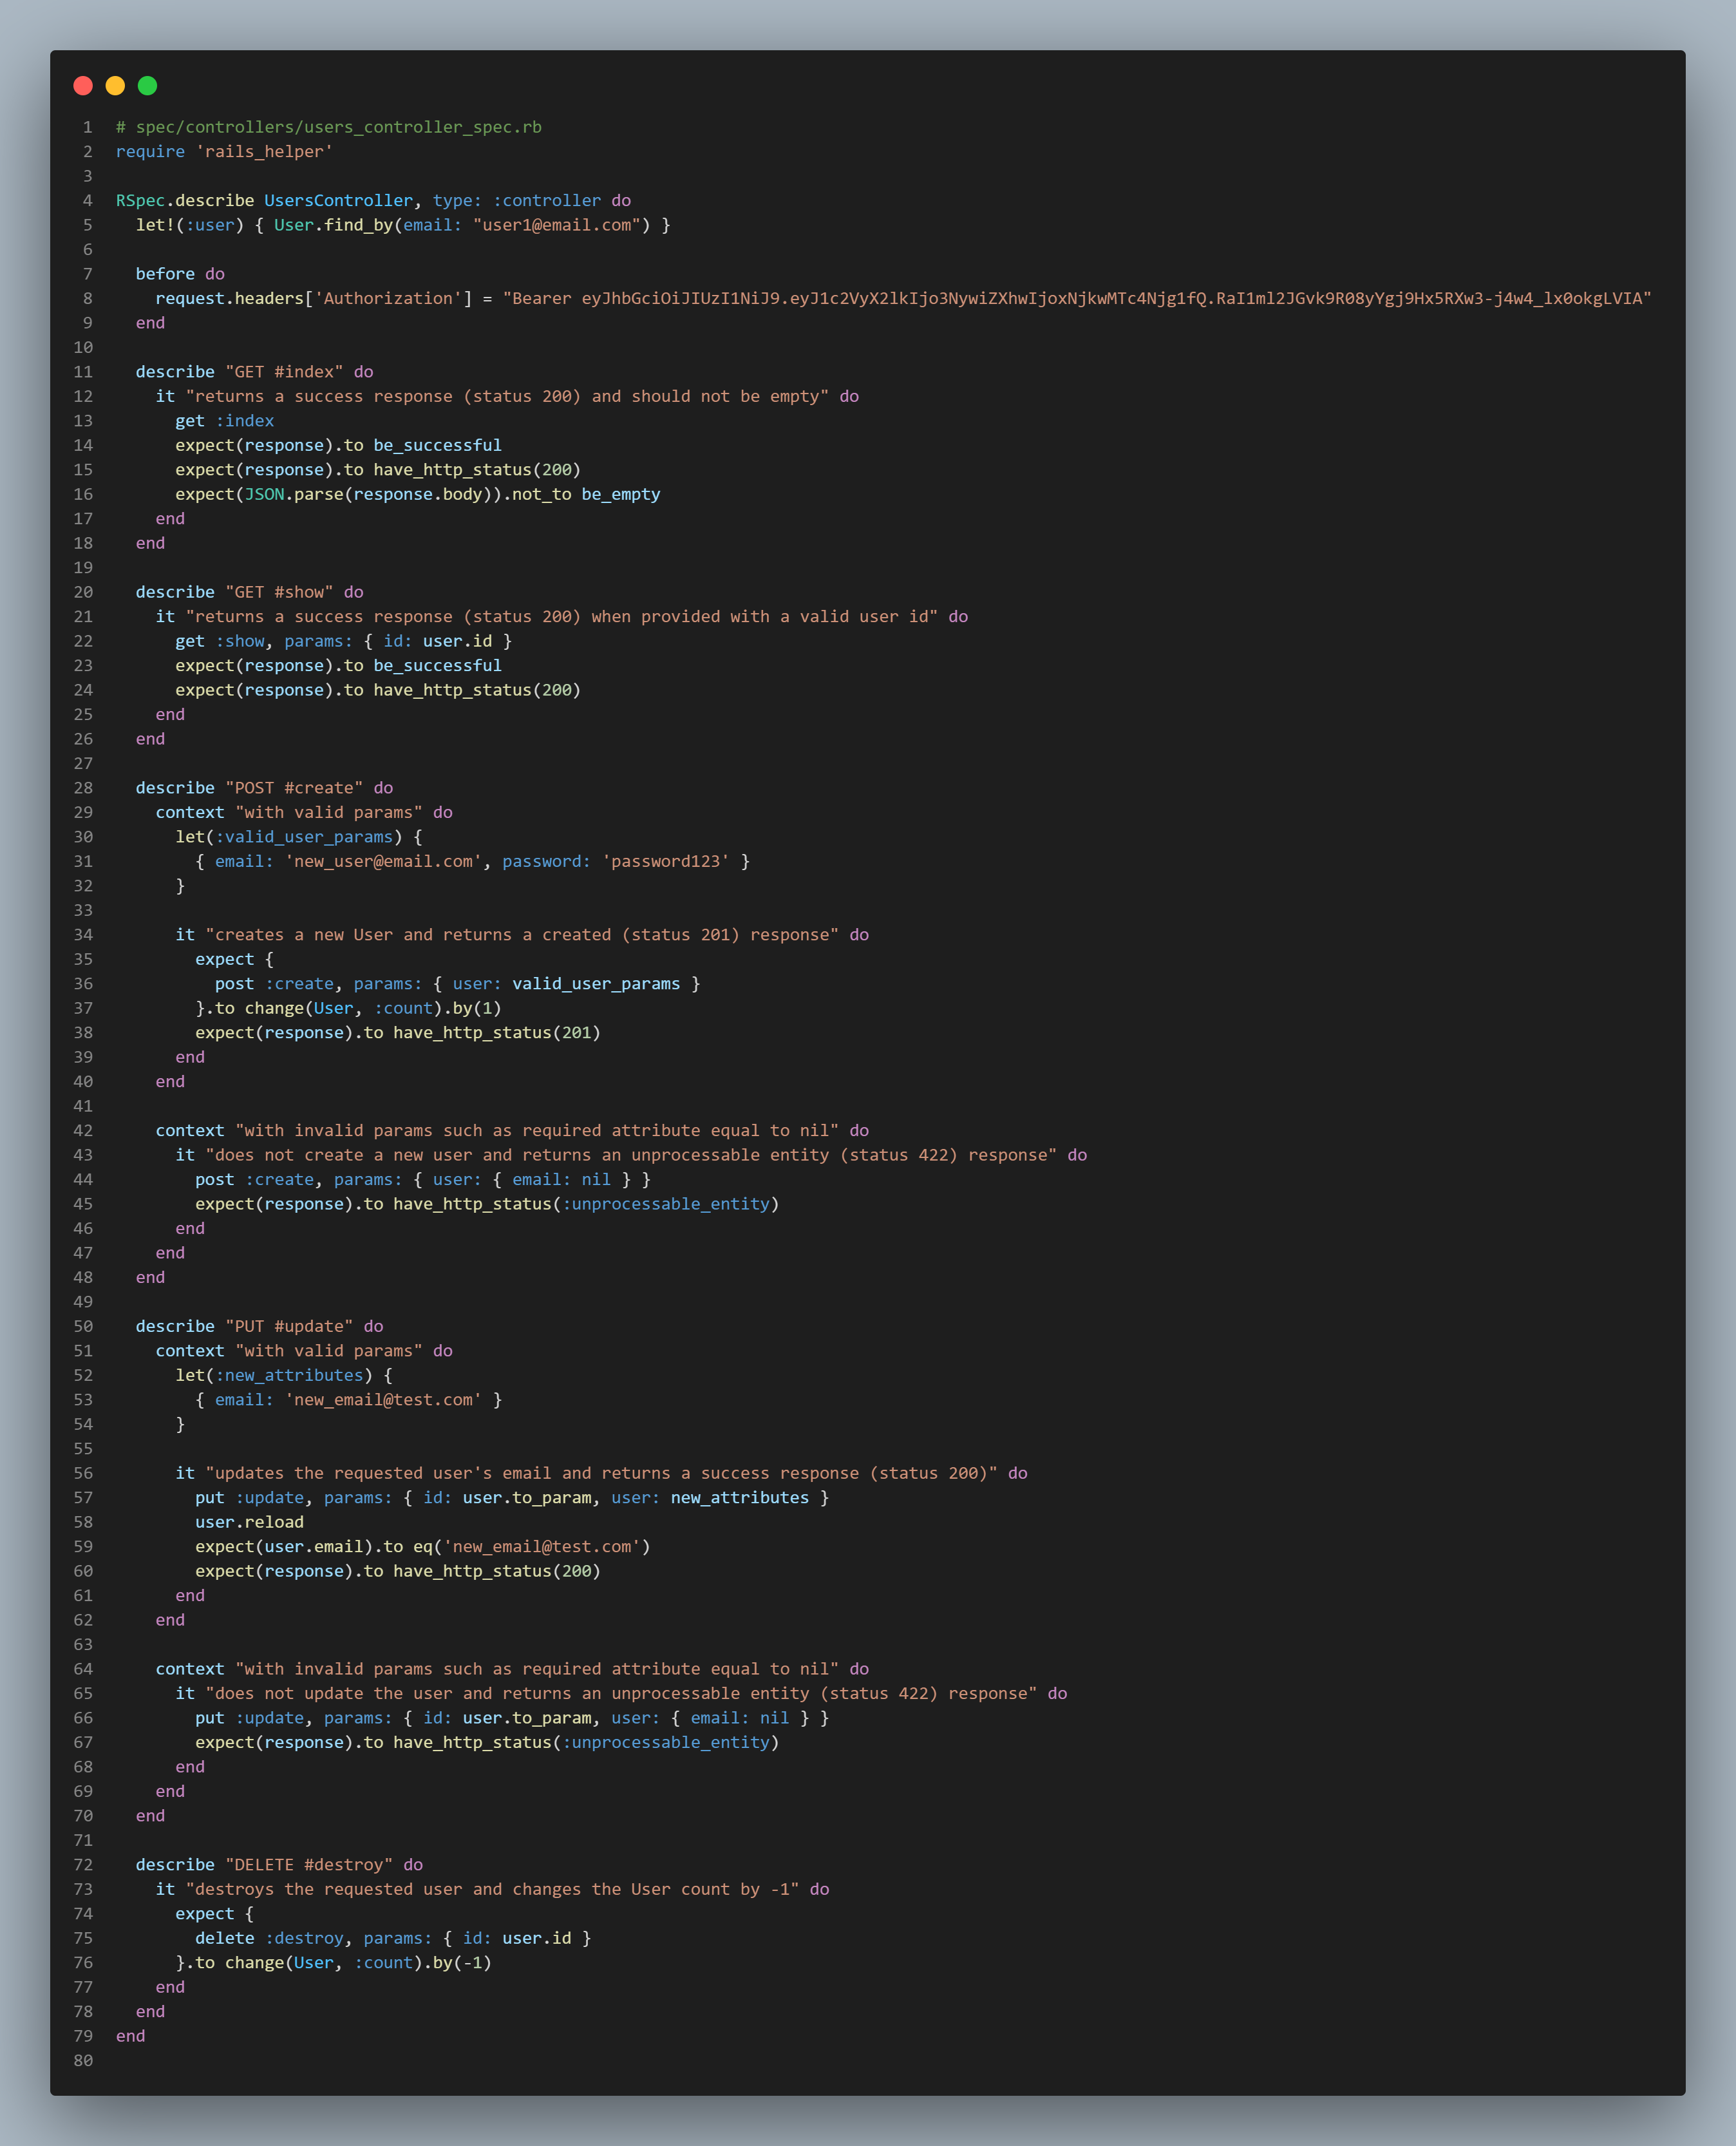 1 # spec/controllers/users_controller_spec.rb
2 require 'rails_helper'
3
4 RSpec.describe UsersController, type: :controller do
5   let!(:user) { User.find_by(email: "user1@email.com") }
6
7   before do
8     request.headers['Authorization'] = "Bearer eyJhbGciOiJIUzI1NiJ9.eyJ1c2VyX2lkIjo3NywiZXhwIjoxNjkwMTc4Njg1fQ.RaI1ml2JGvk9R08yYgj9Hx5RXw3-j4w4_lx0okgLVIA"
9   end
10
11   describe "GET #index" do
12     it "returns a success response (status 200) and should not be empty" do
13       get :index
14       expect(response).to be_successful
15       expect(response).to have_http_status(200)
16       expect(JSON.parse(response.body)).not_to be_empty
17     end
18   end
19
20   describe "GET #show" do
21     it "returns a success response (status 200) when provided with a valid user id" do
22       get :show, params: { id: user.id }
23       expect(response).to be_successful
24       expect(response).to have_http_status(200)
25     end
26   end
27
28   describe "POST #create" do
29     context "with valid params" do
30       let(:valid_user_params) {
31         { email: 'new_user@email.com', password: 'password123' }
32       }
33
34       it "creates a new User and returns a created (status 201) response" do
35         expect {
36           post :create, params: { user: valid_user_params }
37         }.to change(User, :count).by(1)
38         expect(response).to have_http_status(201)
39       end
40     end
41
42     context "with invalid params such as required attribute equal to nil" do
43       it "does not create a new user and returns an unprocessable entity (status 422) response" do
44         post :create, params: { user: { email: nil } }
45         expect(response).to have_http_status(:unprocessable_entity)
46       end
47     end
48   end
49
50   describe "PUT #update" do
51     context "with valid params" do
52       let(:new_attributes) {
53         { email: 'new_email@test.com' }
54       }
55
56       it "updates the requested user's email and returns a success response (status 200)" do
57         put :update, params: { id: user.to_param, user: new_attributes }
58         user.reload
59         expect(user.email).to eq('new_email@test.com')
60         expect(response).to have_http_status(200)
61       end
62     end
63
64     context "with invalid params such as required attribute equal to nil" do
65       it "does not update the user and returns an unprocessable entity (status 422) response" do
66         put :update, params: { id: user.to_param, user: { email: nil } }
67         expect(response).to have_http_status(:unprocessable_entity)
68       end
69     end
70   end
71
72   describe "DELETE #destroy" do
73     it "destroys the requested user and changes the User count by -1" do
74       expect {
75         delete :destroy, params: { id: user.id }
76       }.to change(User, :count).by(-1)
77     end
78   end
79 end
80